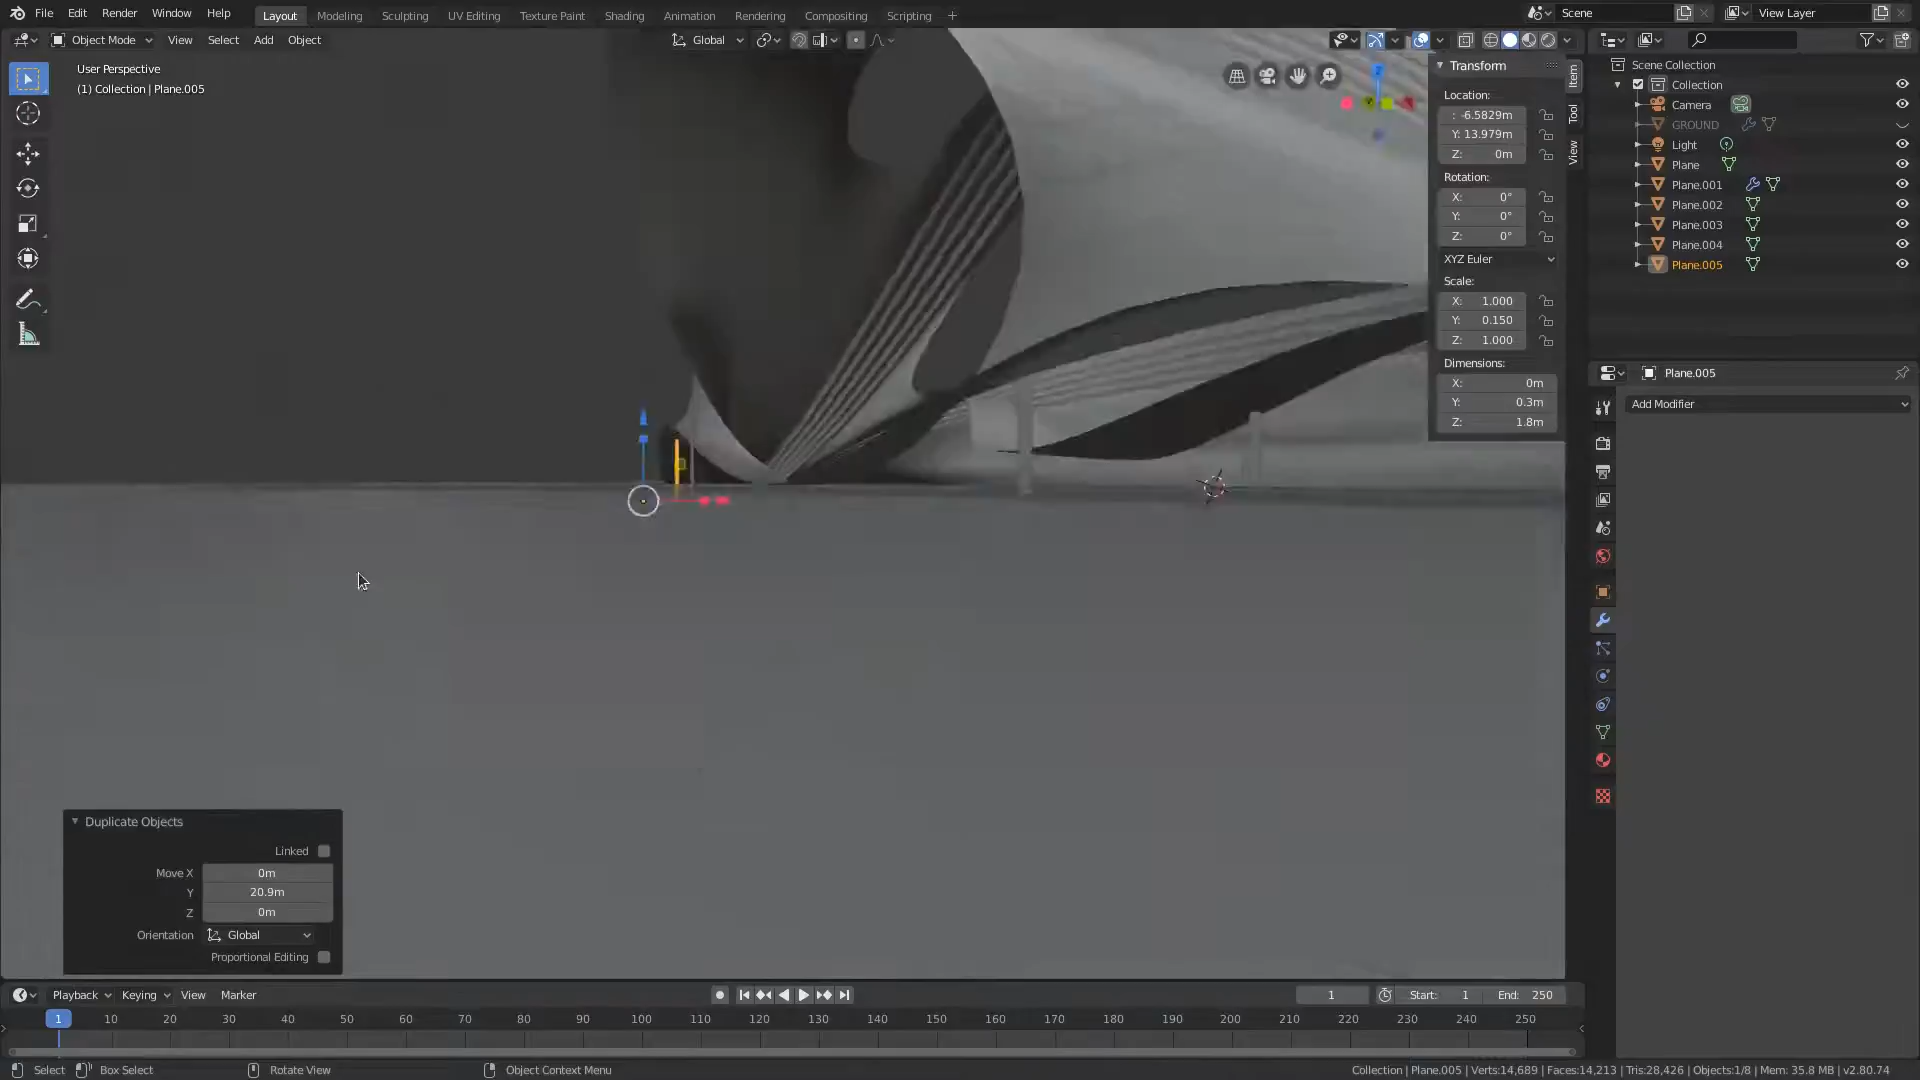 File Edit Render Window Help Layout Modeling Sculpting UV Editing Texture Paint Shading Animation Rendering Compositing Scripting + Scene View Layer
Object Mode View Select Add Object Global
User Perspective
(1) Collection | Plane.005
Transform
Location:
: -6.5829m
Y: 13.979m
Z: 0m
Rotation:
X: 0°
Y: 0°
Z: 0°
XYZ Euler
Scale:
X: 1.000
Y: 0.150
Z: 1.000
Dimensions:
X: 0m
Y: 0.3m
Z: 1.8m
Item
Tool
View
Scene Collection
Collection
Camera
GROUND
Light
Plane
Plane.001
Plane.002
Plane.003
Plane.004
Plane.005
Plane.005
Add Modifier
Duplicate Objects
Linked
Move X 0m
Y 20.9m
Z 0m
Orientation Global
Proportional Editing
Playback Keying View Marker 1 Start: 1 End: 250
1 10 20 30 40 50 60 70 80 90 100 110 120 130 140 150 160 170 180 190 200 210 220 230 240 250
Select Box Select Rotate View Object Context Menu Collection | Plane.005 | Verts:14,689 | Faces:14,213 | Tris:28,426 | Objects:1/8 | Mem: 35.8 MB | v2.80.74